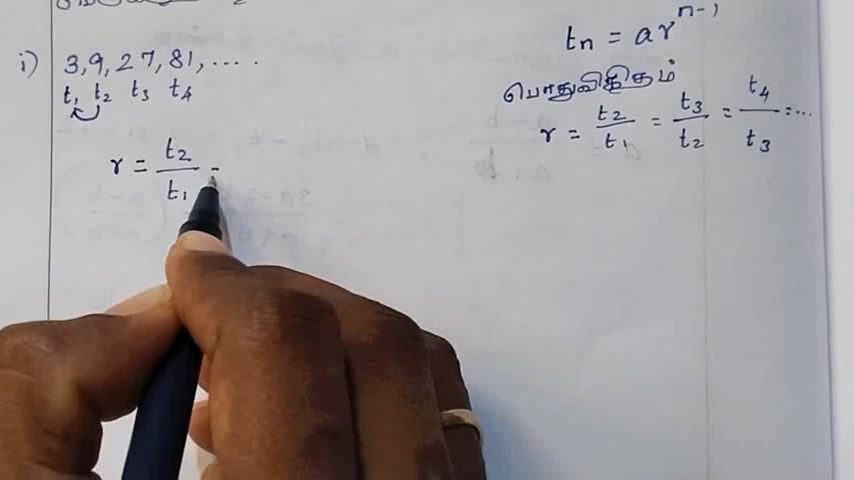 i) 3, 9, 27, 81, ....
t₁ t₂ t₃ t₄
r = t₂/t₁ =
tₙ = ar^(n-1)
பொதுவிகிதம்
r = t₂/t₁ = t₃/t₂ = t₄/t₃ = ...